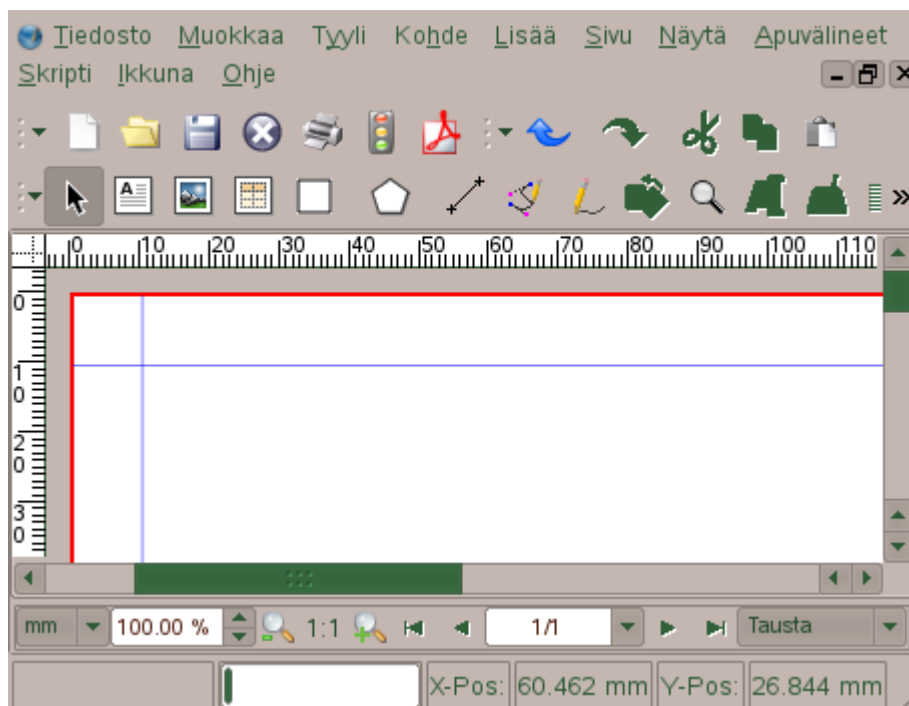 Tiedosto Muokkaa Tyyli Kohde Lisää Sivu Näytä Apuvälineet
Skripti Ikkuna Ohje
A
0 10 20 30 40 50 60 70 80 90 100 110
0
10
20
30
mm 100.00 % 1:1 1/1 Tausta
X-Pos: 60.462 mm Y-Pos: 26.844 mm